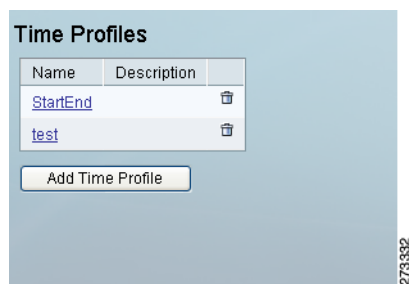 Time Profiles
Name Description
StartEnd
test
Add Time Profile
273332